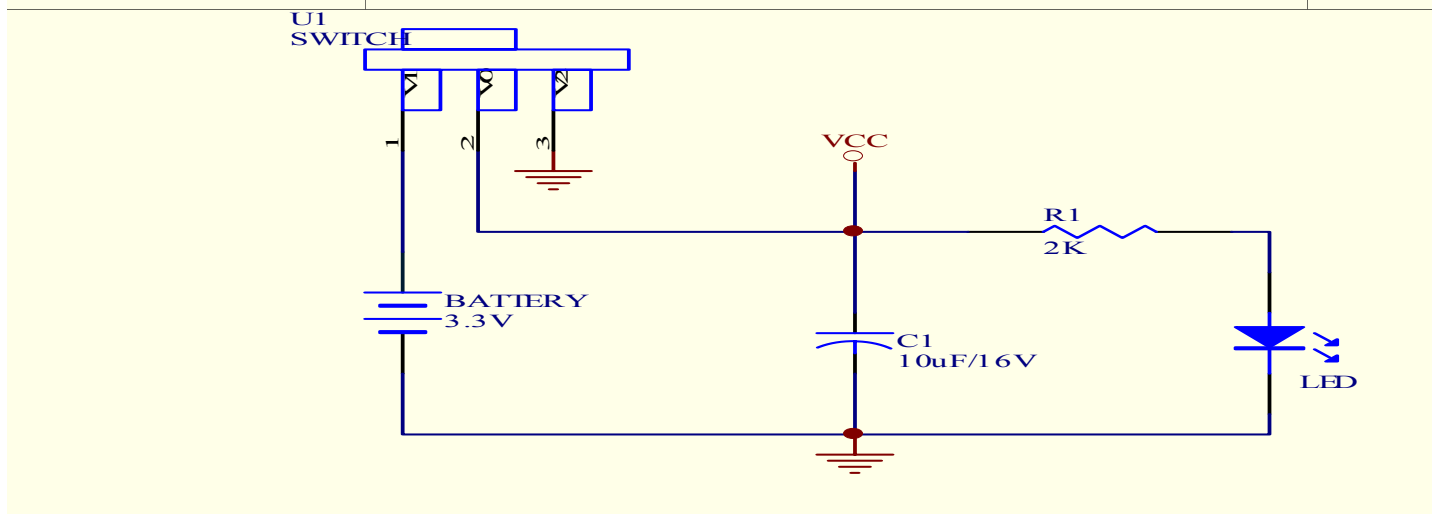 U1
SWITCH
V1 V0 V2
1 2 3
VCC
R1
2K
BATTERY
3.3V
C1
10uF/16V
LED